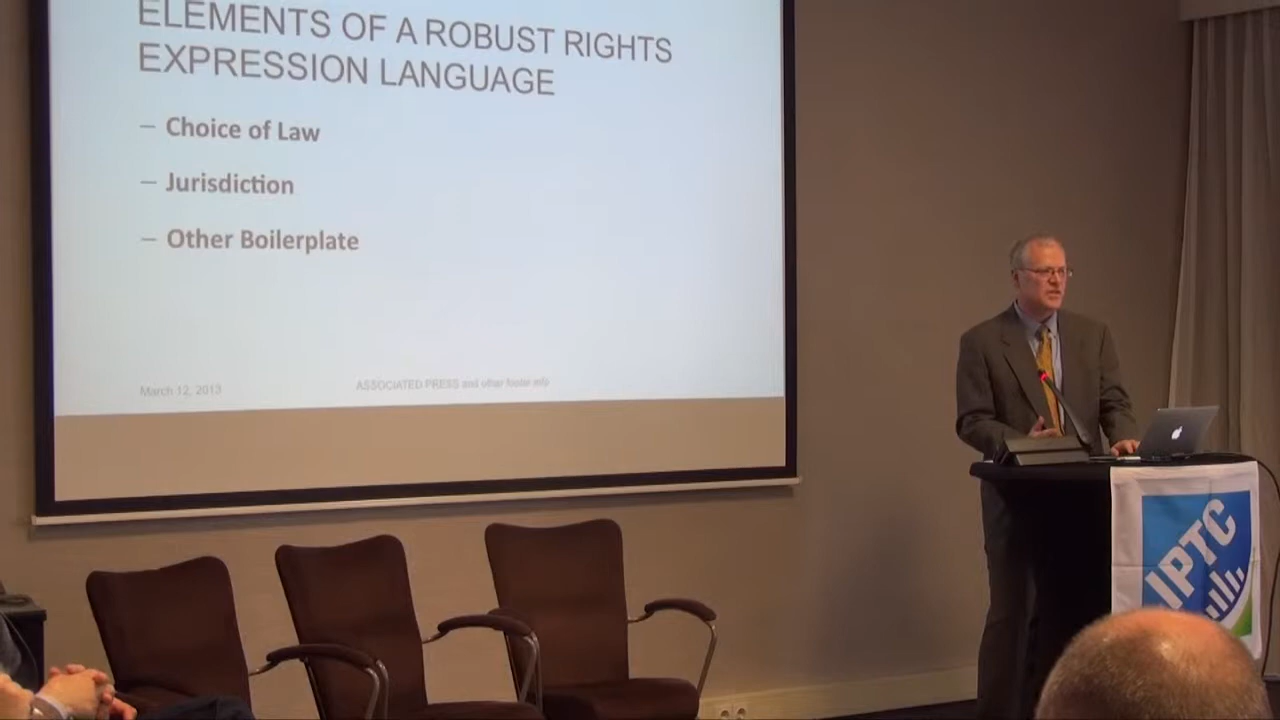 ELEMENTS OF A ROBUST RIGHTS
EXPRESSION LANGUAGE
– Choice of Law
– Jurisdiction
– Other Boilerplate
March 12, 2013
ASSOCIATED PRESS and other footer info
IPTC